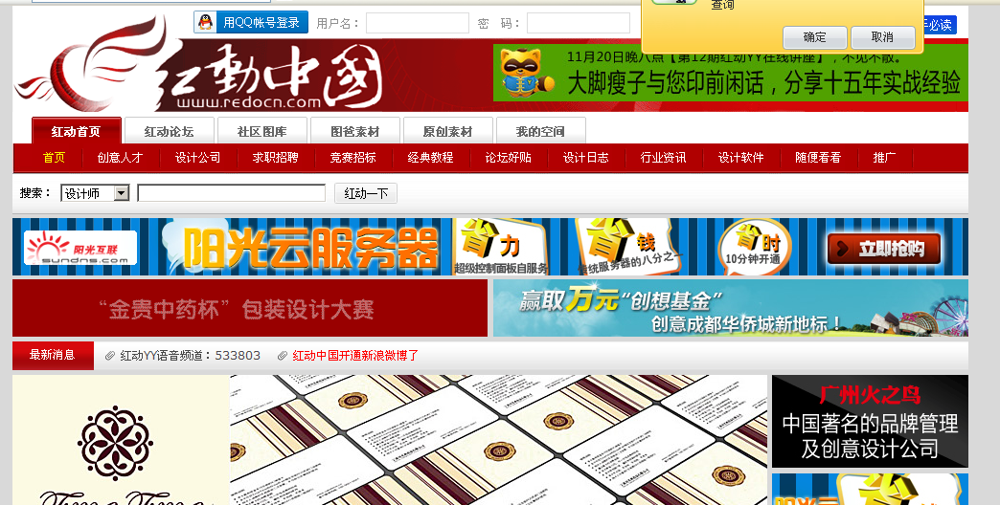 查询
确定 取消
用QQ帐号登录 用户名： 密 码： 必读
红動中國
www.redocn.com
11月20日晚八点【第12期红动YY在线讲座】，不见不散。
大脚瘦子与您印前闲话，分享十五年实战经验
红动首页 红动论坛 社区图库 图爸素材 原创素材 我的空间
首页 创意人才 设计公司 求职招聘 竞赛招标 经典教程 论坛好贴 设计日志 行业资讯 设计软件 随便看看 推广
搜索： 设计师 红动一下
阳光互联
sundns.com
阳光云服务器
省力
超级控制面板自服务
省钱
传统服务器的八分之一
省时
10分钟开通
立即抢购
“金贵中药杯”包装设计大赛
赢取万元“创想基金”
创意成都华侨城新地标！
最新消息 红动YY语音频道：533803 红动中国开通新浪微博了
广州火之鸟
中国著名的品牌管理
及创意设计公司